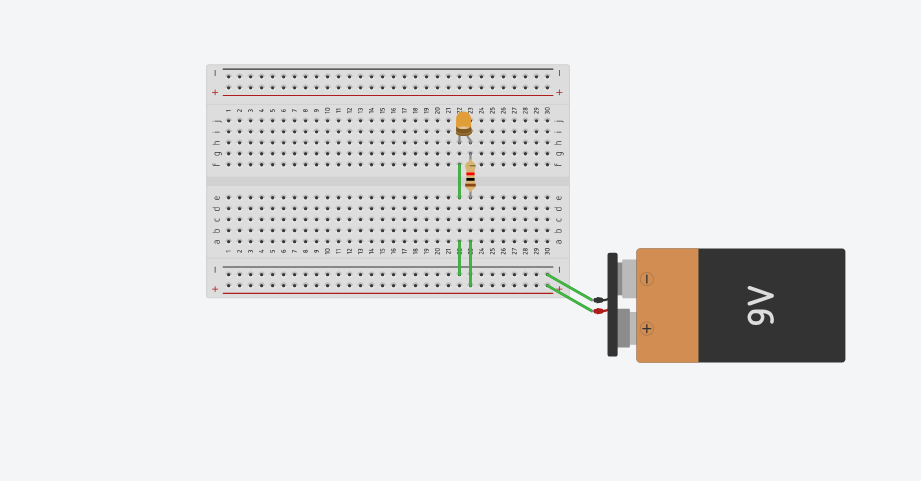 − −
+ +
1 2 3 4 5 6 7 8 9 10 11 12 13 14 15 16 17 18 19 20 21 22 23 24 25 26 27 28 29 30
j j
i i
h h
g g
f f
e e
d d
c c
b b
a a
1 2 3 4 5 6 7 8 9 10 11 12 13 14 15 16 17 18 19 20 21 24 25 26 27 28 29 30
− −
+ +
−
+
9V